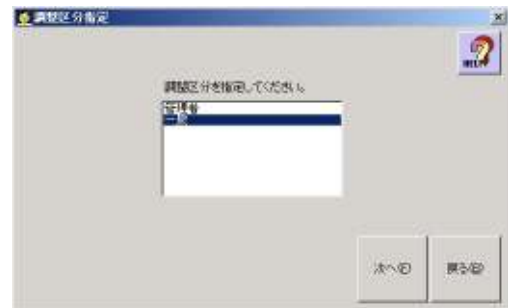 調整区分指定
HELP
調整区分を指定してください。
管理者
一般
次へ(F)
戻る(B)